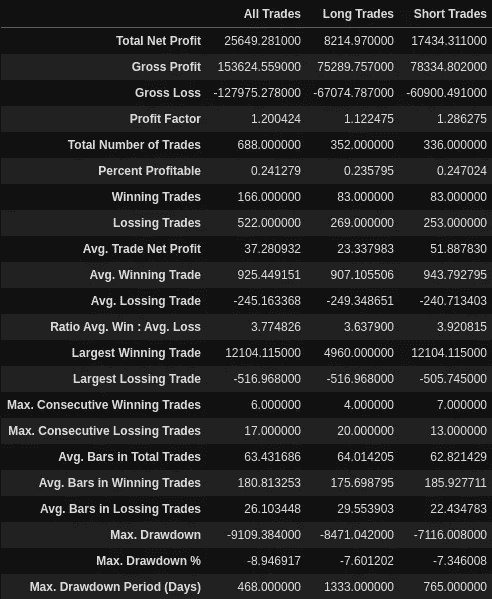 All Trades Long Trades Short Trades
Total Net Profit 25649.281000 8214.970000 17434.311000
Gross Profit 153624.559000 75289.757000 78334.802000
Gross Loss -127975.278000 -67074.787000 -60900.491000
Profit Factor 1.200424 1.122475 1.286275
Total Number of Trades 688.000000 352.000000 336.000000
Percent Profitable 0.241279 0.235795 0.247024
Winning Trades 166.000000 83.000000 83.000000
Lossing Trades 522.000000 269.000000 253.000000
Avg. Trade Net Profit 37.280932 23.337983 51.887830
Avg. Winning Trade 925.449151 907.105506 943.792795
Avg. Lossing Trade -245.163368 -249.348651 -240.713403
Ratio Avg. Win : Avg. Loss 3.774826 3.637900 3.920815
Largest Winning Trade 12104.115000 4960.000000 12104.115000
Largest Lossing Trade -516.968000 -516.968000 -505.745000
Max. Consecutive Winning Trades 6.000000 4.000000 7.000000
Max. Consecutive Lossing Trades 17.000000 20.000000 13.000000
Avg. Bars in Total Trades 63.431686 64.014205 62.821429
Avg. Bars in Winning Trades 180.813253 175.698795 185.927711
Avg. Bars in Lossing Trades 26.103448 29.553903 22.434783
Max. Drawdown -9109.384000 -8471.042000 -7116.008000
Max. Drawdown % -8.946917 -7.601202 -7.346008
Max. Drawdown Period (Days) 468.000000 1333.000000 765.000000